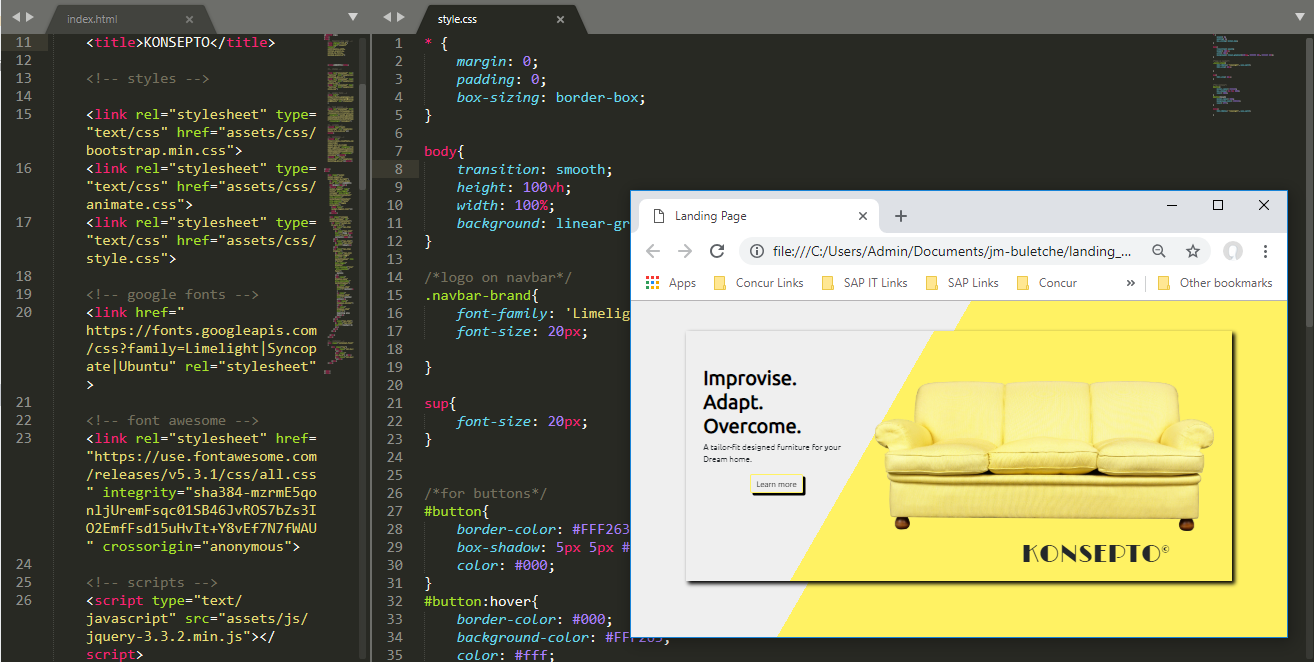 index.html ×
11 <title>KONSEPTO</title>
12
13 <!-- styles -->
14
15 <link rel="stylesheet" type=
"text/css" href="assets/css/
bootstrap.min.css">
16 <link rel="stylesheet" type=
"text/css" href="assets/css/
animate.css">
17 <link rel="stylesheet" type=
"text/css" href="assets/css/
style.css">
18
19 <!-- google fonts -->
20 <link href="
https://fonts.googleapis.com
/css?family=Limelight|Syncop
ate|Ubuntu" rel="stylesheet"
>
21
22 <!-- font awesome -->
23 <link rel="stylesheet" href=
"https://use.fontawesome.com
/releases/v5.3.1/css/all.css
" integrity="sha384-mzrmE5qo
nljUremFsqc01SB46JvROS7bZs3I
O2EmfFsd15uHvIt+Y8vEf7N7fWAU
" crossorigin="anonymous">
24
25 <!-- scripts -->
26 <script type="text/
javascript" src="assets/js/
jquery-3.3.2.min.js"></
script>
style.css ×
1 * {
2 margin: 0;
3 padding: 0;
4 box-sizing: border-box;
5 }
6
7 body{
8 transition: smooth;
9 height: 100vh;
10 width: 100%;
11 background: linear-gr
12 }
13
14 /*logo on navbar*/
15 .navbar-brand{
16 font-family: 'Limelig
17 font-size: 20px;
18
19 }
20
21 sup{
22 font-size: 20px;
23 }
24
25
26 /*for buttons*/
27 #button{
28 border-color: #FFF263
29 box-shadow: 5px 5px #
30 color: #000;
31 }
32 #button:hover{
33 border-color: #000;
34 background-color: #FFF263;
35 color: #fff;
Landing Page
file:///C:/Users/Admin/Documents/jm-buletche/landing_...
Apps Concur Links SAP IT Links SAP Links Concur » Other bookmarks
Improvise.
Adapt.
Overcome.
A tailor-fit designed furniture for your
Dream home.
Learn more
KONSEPTO©